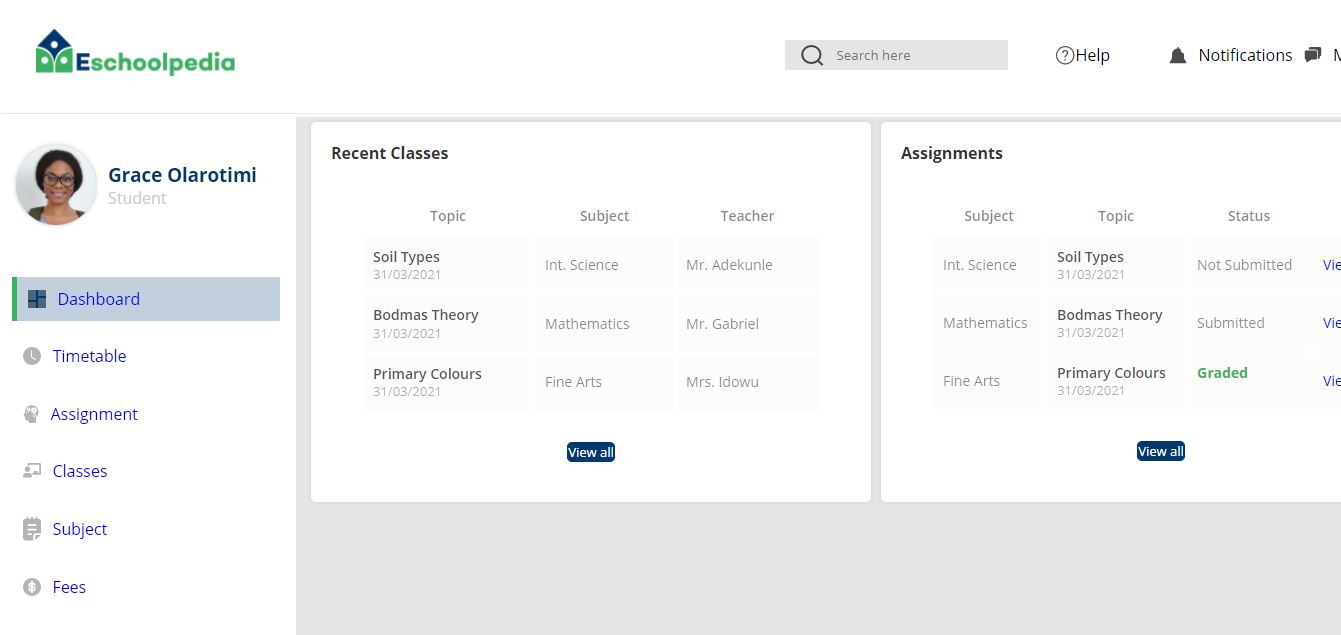 Eschoolpedia
Search here
?Help
Notifications
M
Grace Olarotimi
Student
Dashboard
Timetable
Assignment
Classes
Subject
Fees
Recent Classes
Topic Subject Teacher
Soil Types
31/03/2021
Int. Science
Mr. Adekunle
Bodmas Theory
31/03/2021
Mathematics
Mr. Gabriel
Primary Colours
31/03/2021
Fine Arts
Mrs. Idowu
View all
Assignments
Subject Topic Status
Int. Science
Soil Types
31/03/2021
Not Submitted
Vie
Mathematics
Bodmas Theory
31/03/2021
Submitted
Vie
Fine Arts
Primary Colours
31/03/2021
Graded
Vie
View all